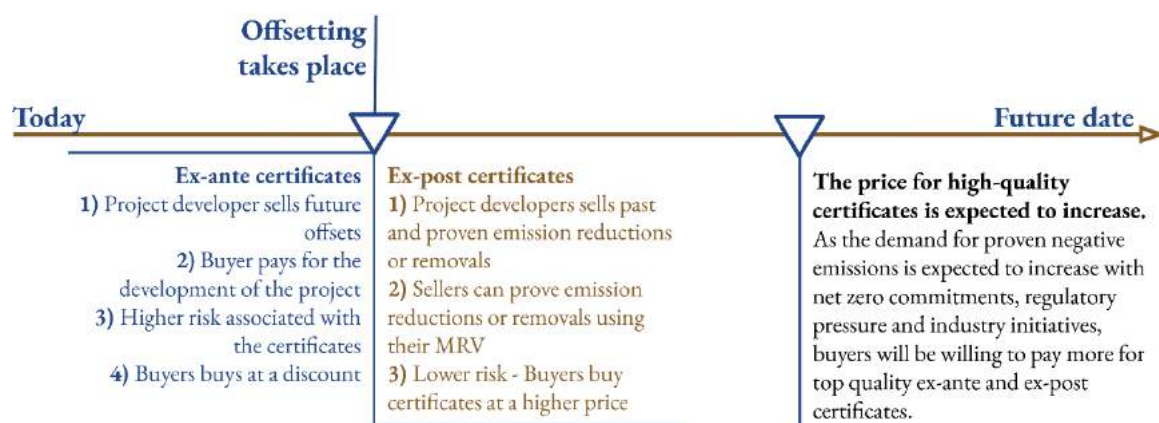 Offsetting
takes place
Today
Future date
Ex-ante certificates
1) Project developer sells future
offsets
2) Buyer pays for the
development of the project
3) Higher risk associated with
the certificates
4) Buyers buys at a discount
Ex-post certificates
1) Project developers sells past
and proven emission reductions
or removals
2) Sellers can prove emission
reductions or removals using
their MRV
3) Lower risk - Buyers buy
certificates at a higher price
The price for high-quality
certificates is expected to increase.
As the demand for proven negative
emissions is expected to increase with
net zero commitments, regulatory
pressure and industry initiatives,
buyers will be willing to pay more for
top quality ex-ante and ex-post
certificates.